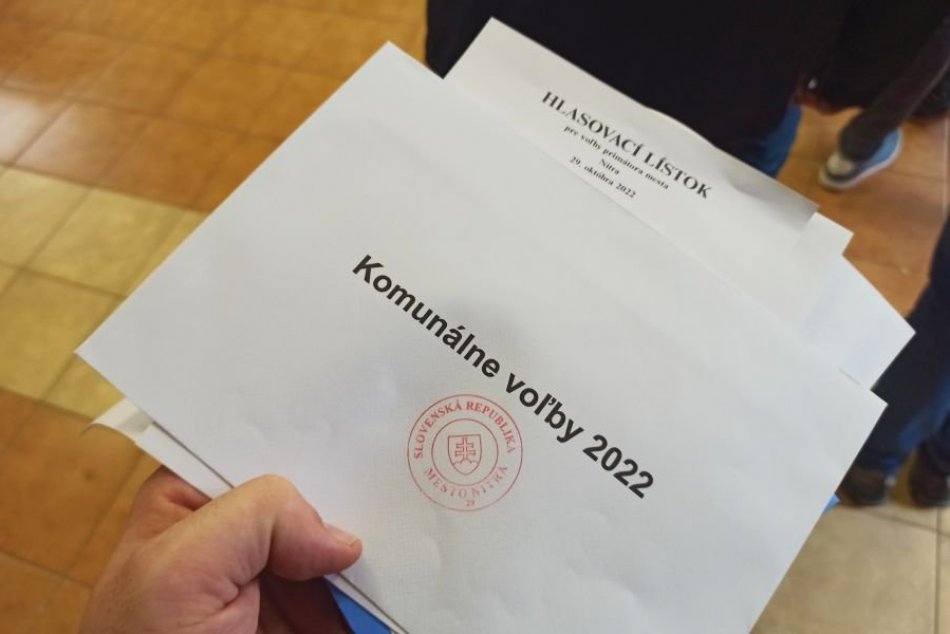 HLASOVACÍ LÍSTOK
pre voľby primátora mesta
Nitra
29. októbra 2022
Komunálne voľby 2022
SLOVENSKÁ REPUBLIKA
MESTO NITRA